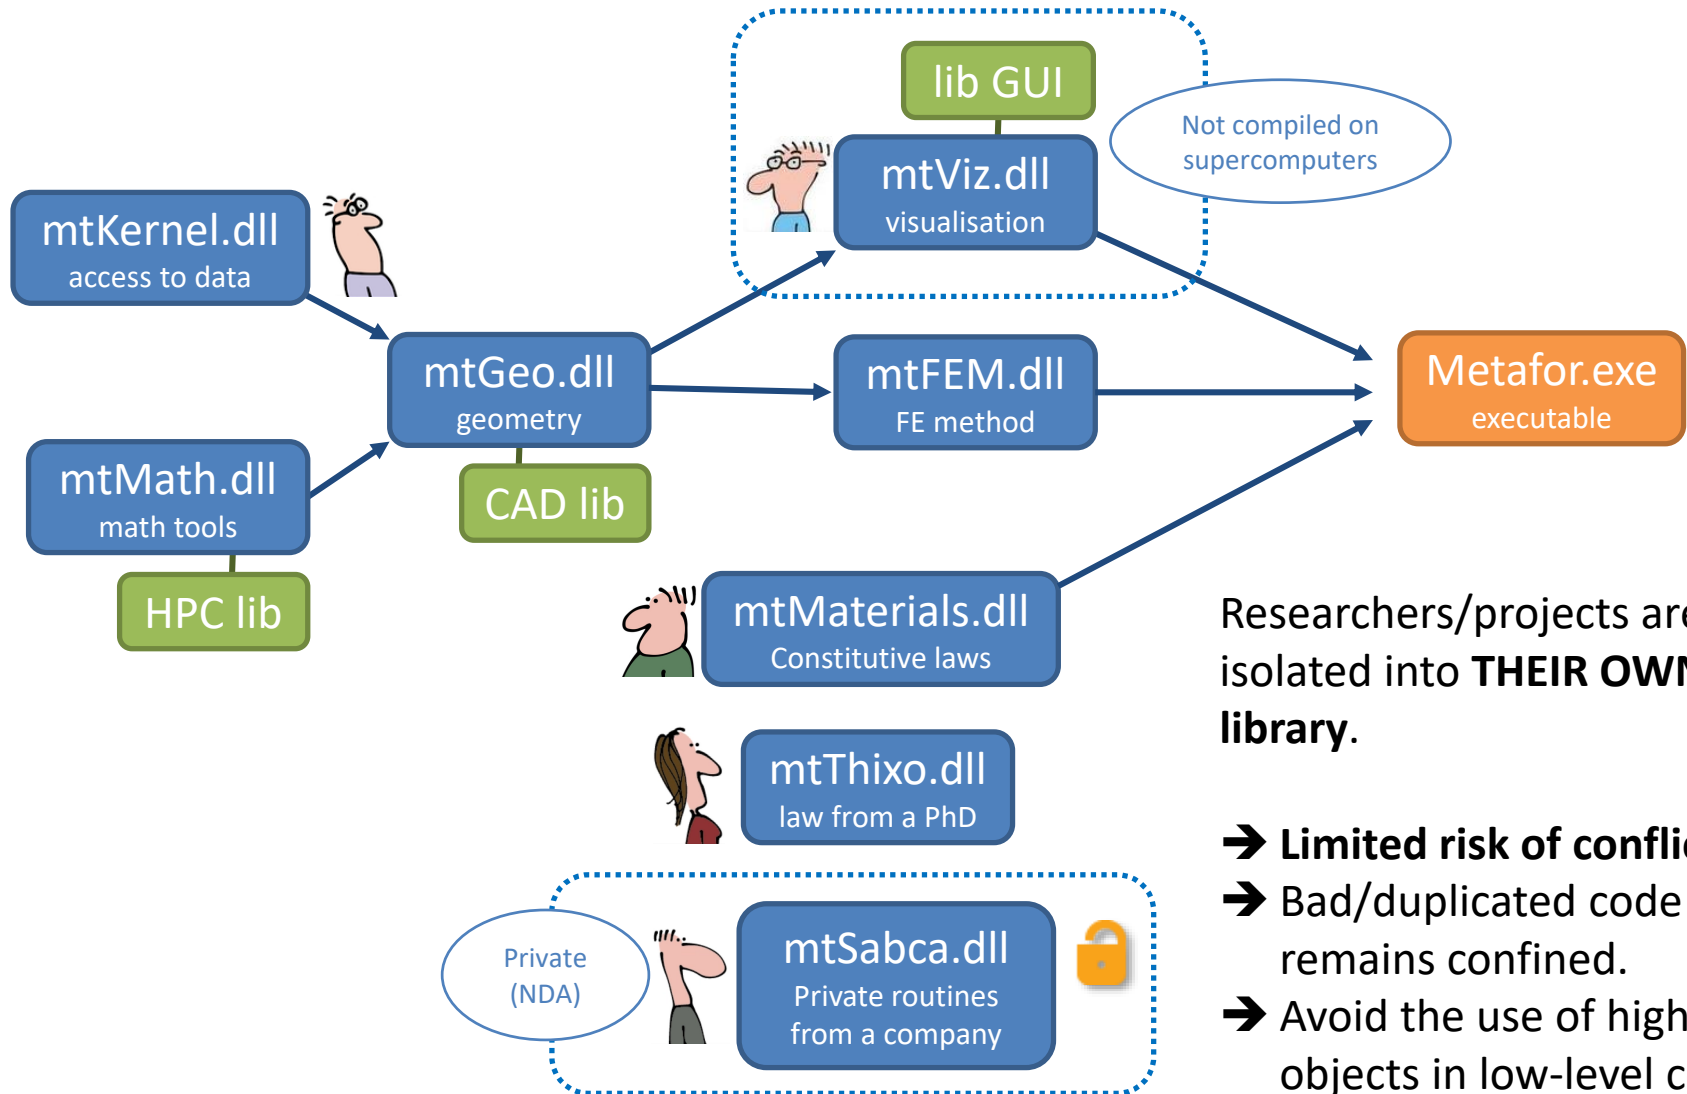 lib GUI
Not compiled on
supercomputers
mtViz.dll
visualisation
mtKernel.dll
access to data
mtGeo.dll
geometry
mtFEM.dll
FE method
Metafor.exe
executable
mtMath.dll
math tools
CAD lib
HPC lib
mtMaterials.dll
Constitutive laws
mtThixo.dll
law from a PhD
Private
(NDA)
mtSabca.dll
Private routines
from a company
Researchers/projects are
isolated into THEIR OWN
library.
➔ Limited risk of conflic
➔ Bad/duplicated code
remains confined.
➔ Avoid the use of high
objects in low-level c